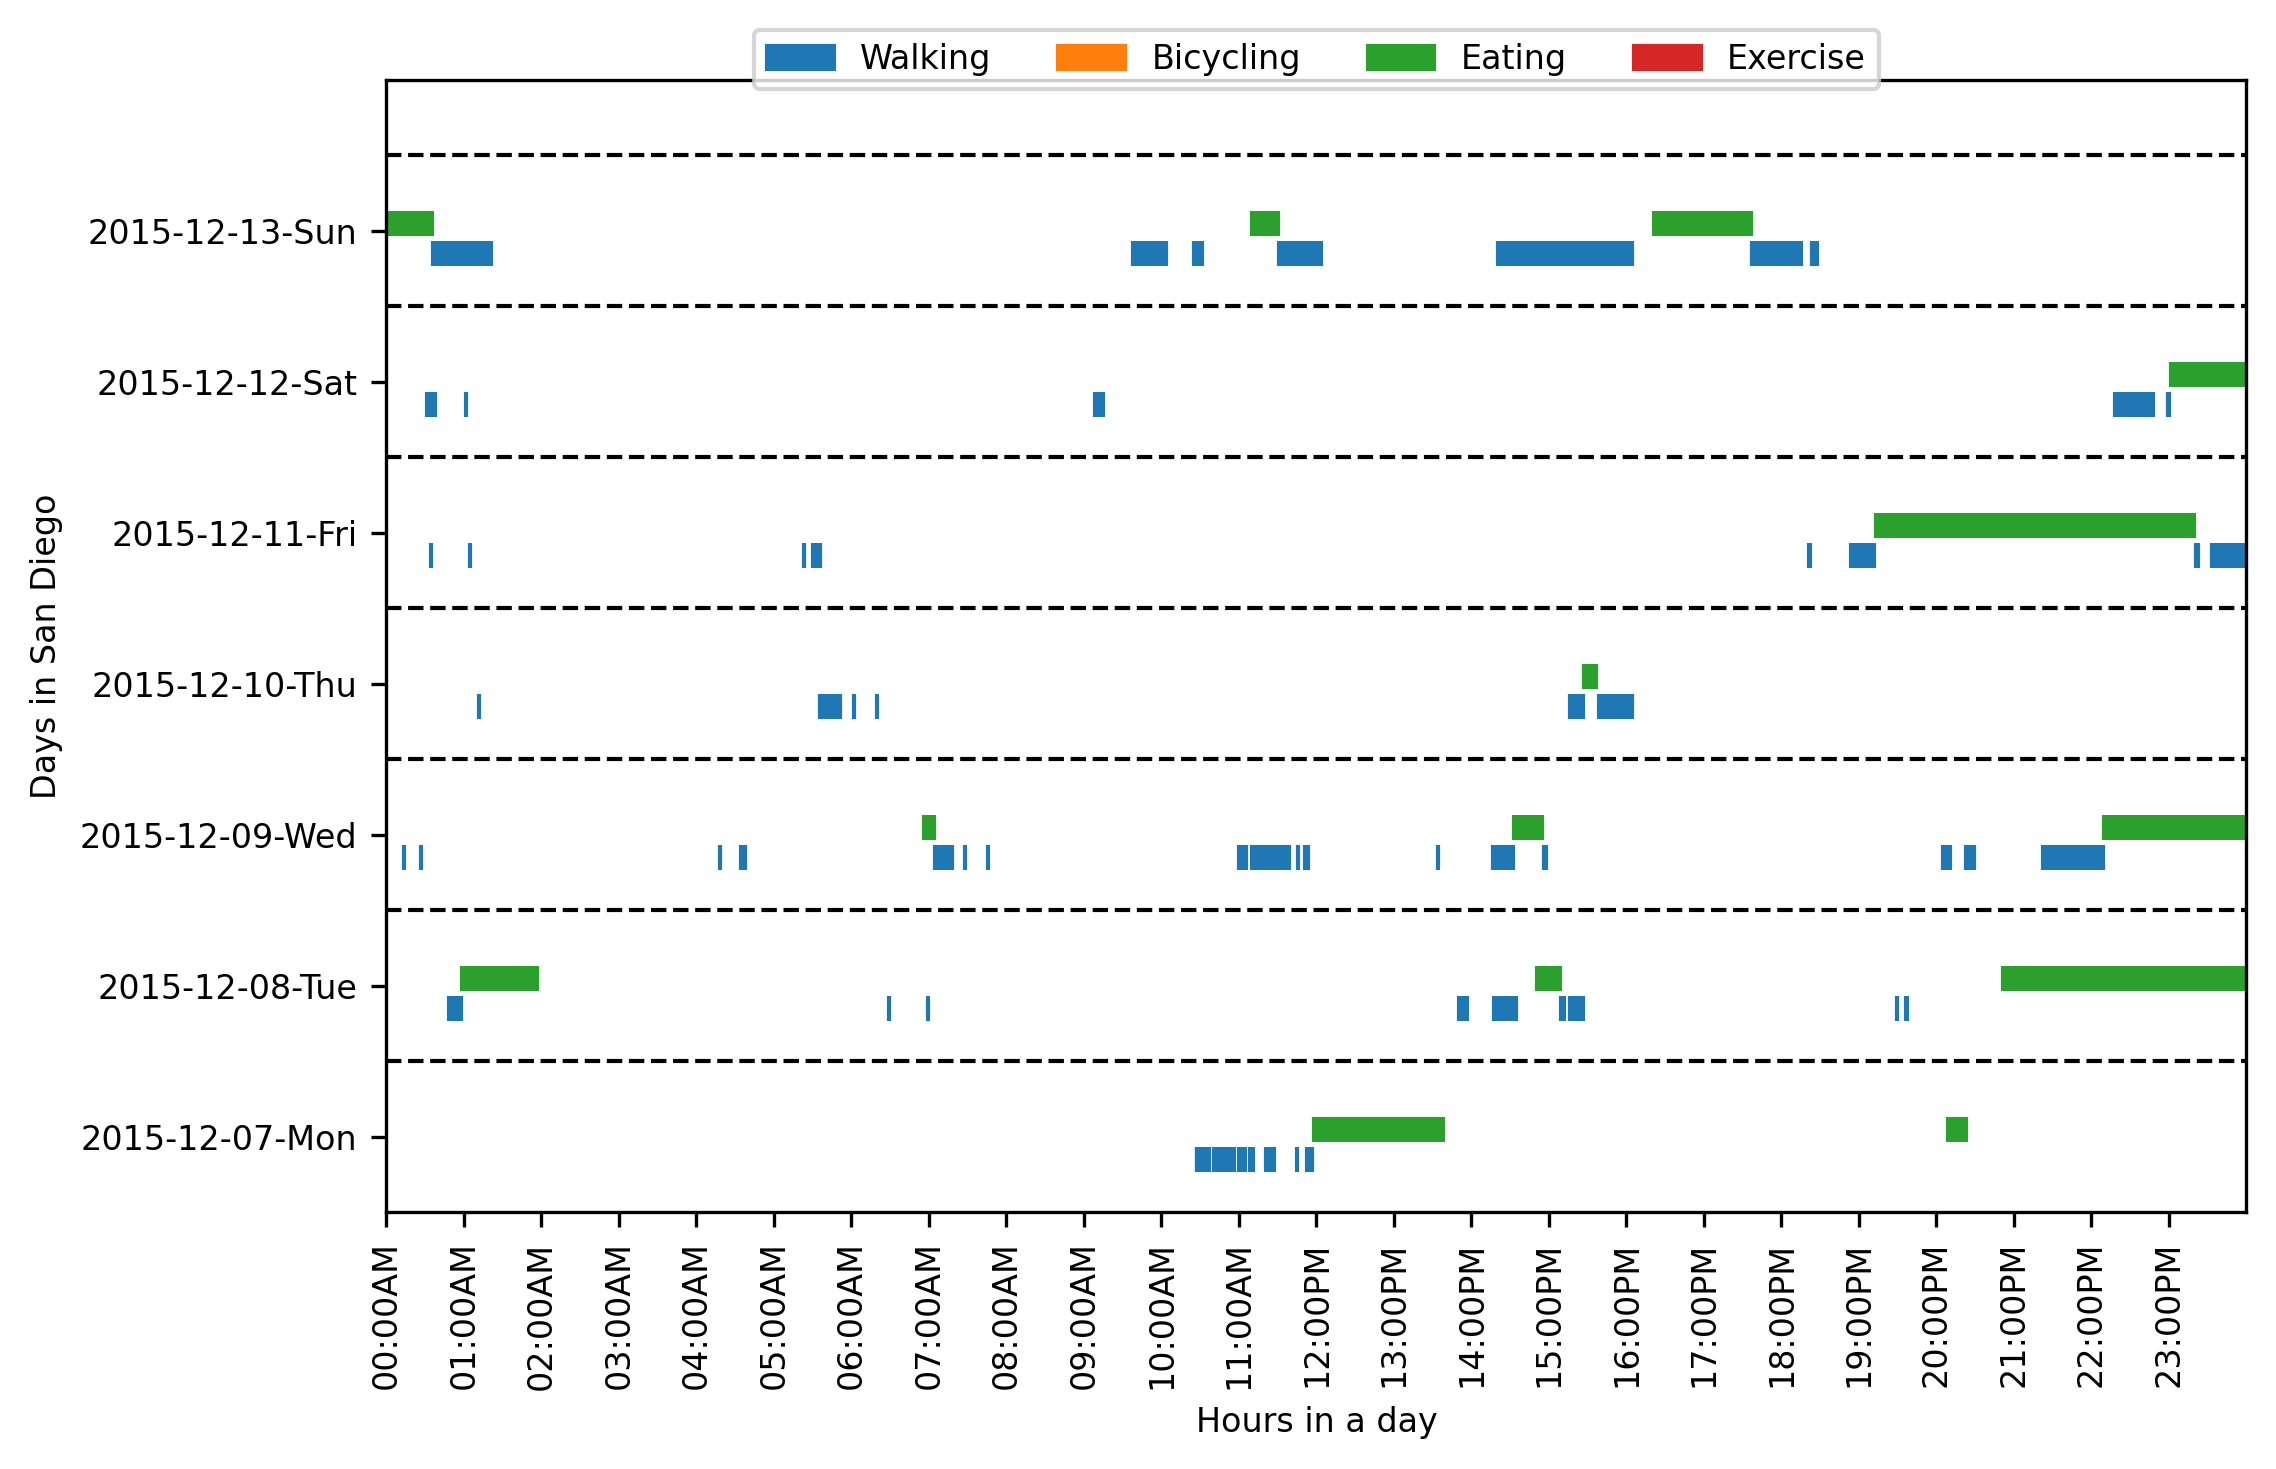 Walking Bicycling Eating Exercise
Days in San Diego
2015-12-13-Sun
2015-12-12-Sat
2015-12-11-Fri
2015-12-10-Thu
2015-12-09-Wed
2015-12-08-Tue
2015-12-07-Mon
00:00AM
01:00AM
02:00AM
03:00AM
04:00AM
05:00AM
06:00AM
07:00AM
08:00AM
09:00AM
10:00AM
11:00AM
12:00PM
13:00PM
14:00PM
15:00PM
16:00PM
17:00PM
18:00PM
19:00PM
20:00PM
21:00PM
22:00PM
23:00PM
Hours in a day